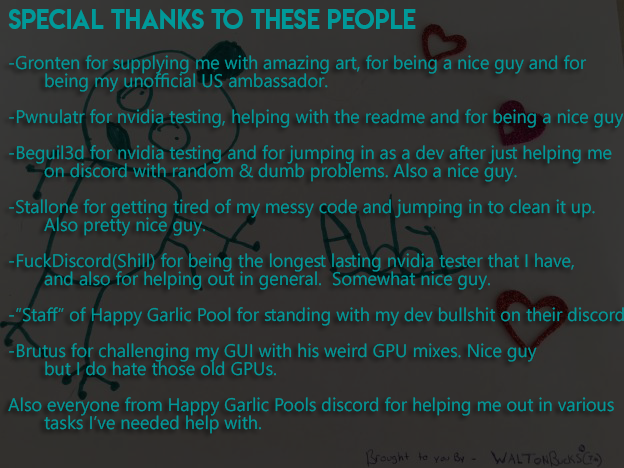 SPECIAL THANKS TO THESE PEOPLE
-Gronten for supplying me with amazing art, for being a nice guy and for
being my unofficial US ambassador.
-Pwnulatr for nvidia testing, helping with the readme and for being a nice guy
-Beguil3d for nvidia testing and for jumping in as a dev after just helping me
on discord with random & dumb problems. Also a nice guy.
-Stallone for getting tired of my messy code and jumping in to clean it up.
Also pretty nice guy.
-FuckDiscord(Shill) for being the longest lasting nvidia tester that I have,
and also for helping out in general.  Somewhat nice guy.
-"Staff" of Happy Garlic Pool for standing with my dev bullshit on their discord
-Brutus for challenging my GUI with his weird GPU mixes. Nice guy
but I do hate those old GPUs.
Also everyone from Happy Garlic Pools discord for helping me out in various
tasks I've needed help with.
Abby
Brought to you By -